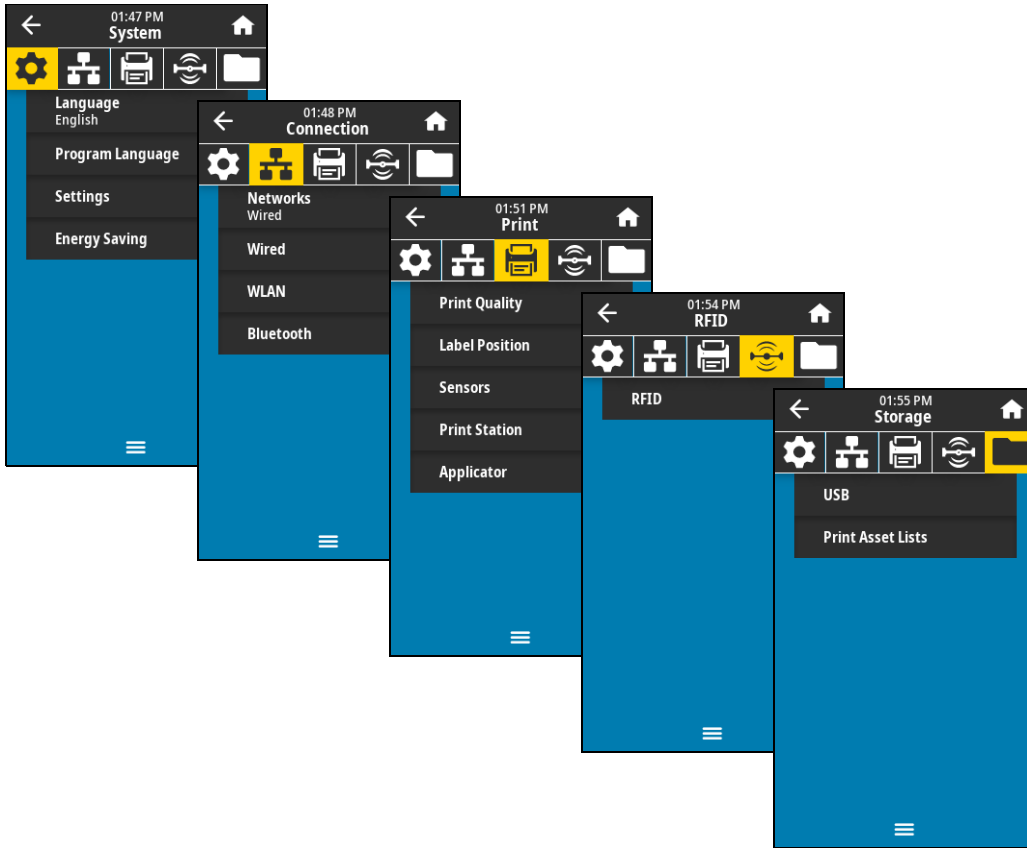 01:47 PM
System
Language
English
Program Language
Settings
Energy Saving
01:48 PM
Connection
Networks
Wired
Wired
WLAN
Bluetooth
01:51 PM
Print
Print Quality
Label Position
Sensors
Print Station
Applicator
01:54 PM
RFID
RFID
01:55 PM
Storage
USB
Print Asset Lists